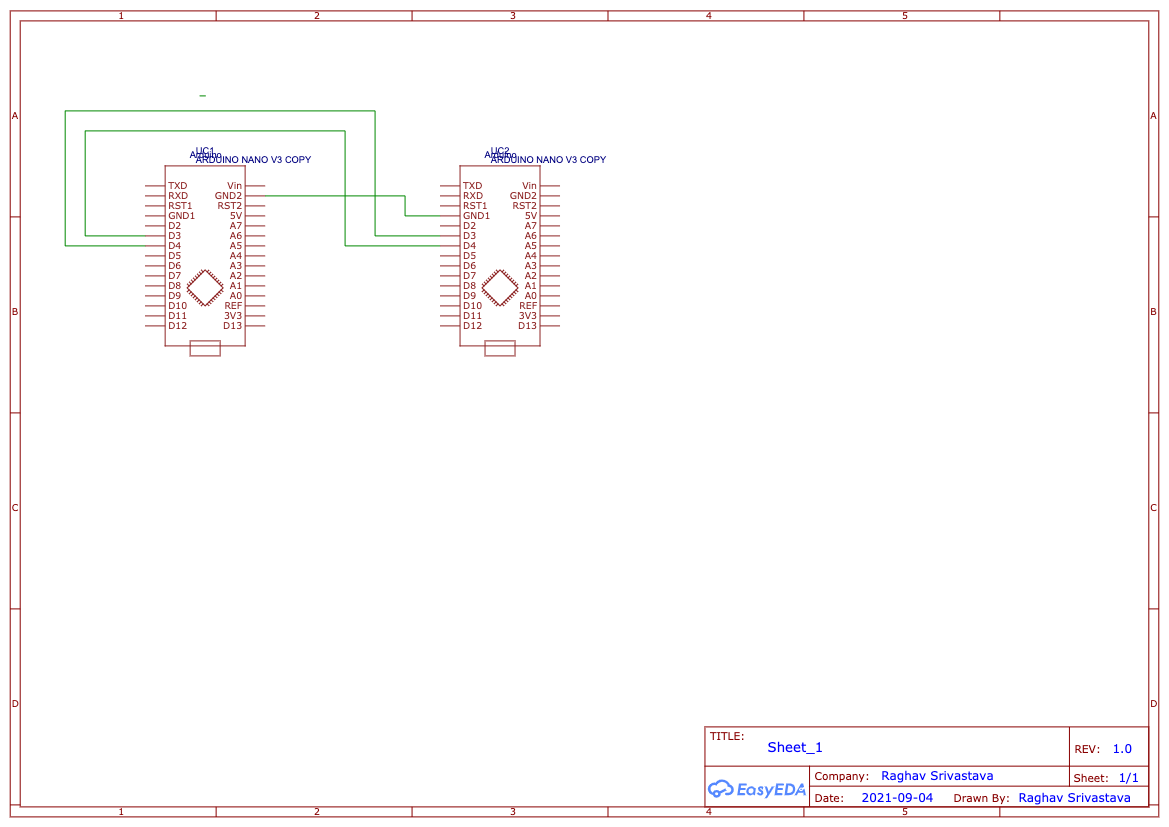 1 2 3 4 5
A A
UC1
Arduino
ARDUINO NANO V3 COPY
UC2
Arduino
ARDUINO NANO V3 COPY
TXD Vin TXD Vin
RXD GND2 RXD GND2
RST1 RST2 RST1 RST2
GND1 5V GND1 5V
D2 A7 D2 A7
D3 A6 D3 A6
D4 A5 D4 A5
D5 A4 D5 A4
D6 A3 D6 A3
D7 A2 D7 A2
D8 A1 D8 A1
D9 A0 D9 A0
D10 REF D10 REF
D11 3V3 D11 3V3
D12 D13 D12 D13
B B
C C
D D
TITLE:
Sheet_1
REV: 1.0
EasyEDA
Company: Raghav Srivastava
Sheet: 1/1
Date: 2021-09-04 Drawn By: Raghav Srivastava
1 2 3 4 5